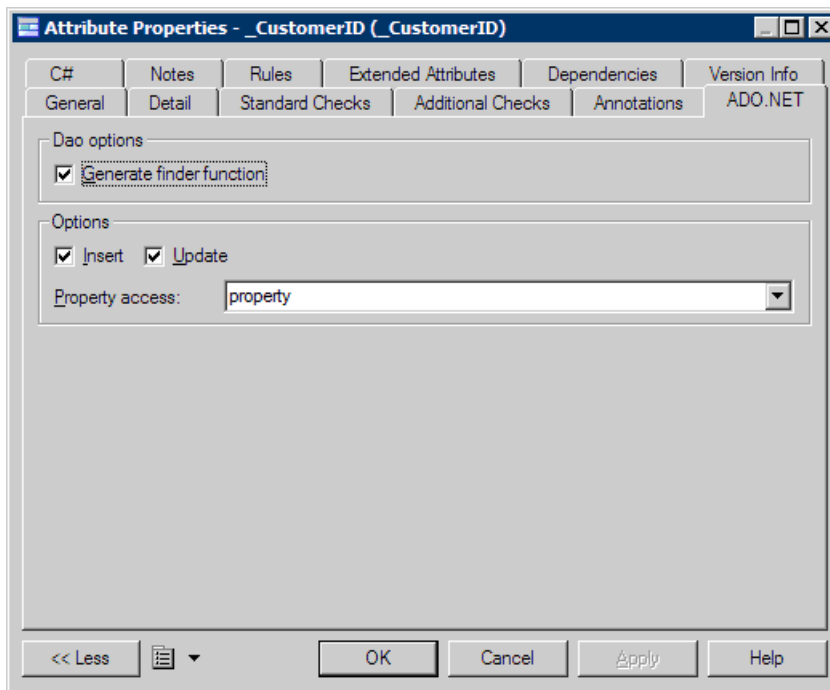 Attribute Properties - _CustomerID (_CustomerID)
C# Notes Rules Extended Attributes Dependencies Version Info
General Detail Standard Checks Additional Checks Annotations ADO.NET
Dao options
Generate finder function
Options
Insert Update
Property access: property
<< Less OK Cancel Apply Help